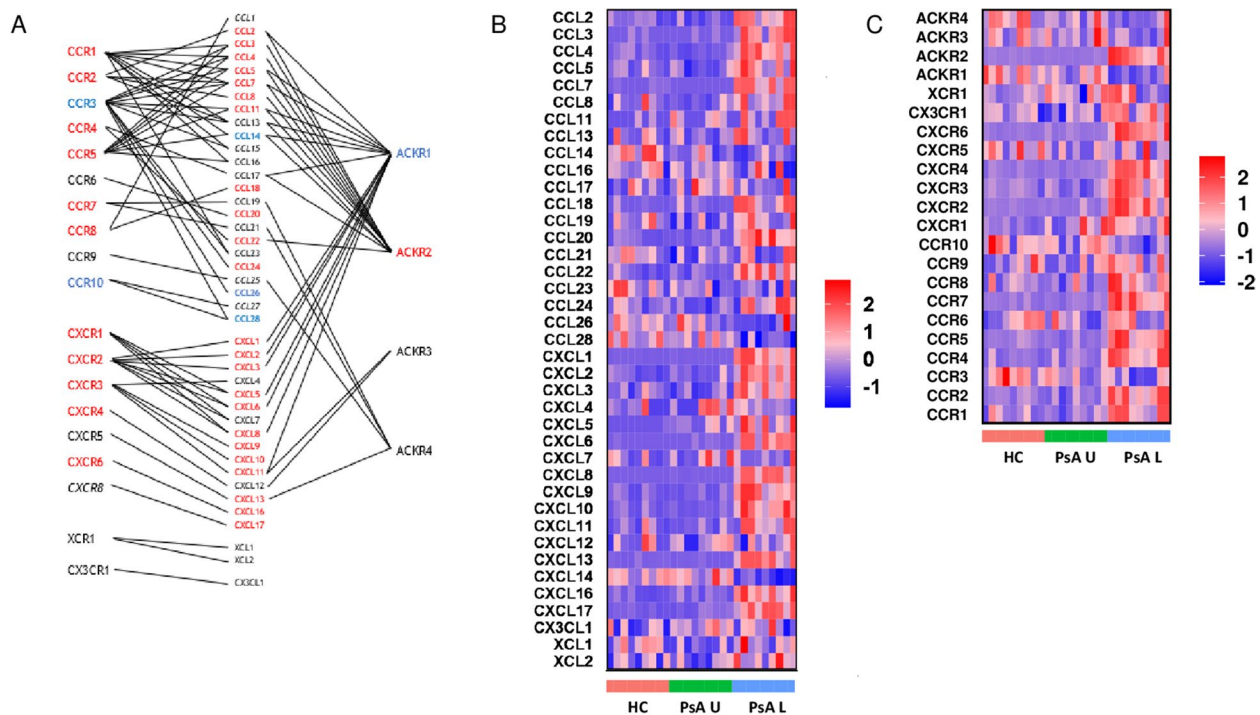 A
CCR1
CCR2
CCR3
CCR4
CCR5
CCR6
CCR7
CCR8
CCR9
CCR10
CXCR1
CXCR2
CXCR3
CXCR4
CXCR5
CXCR6
CXCR8
XCR1
CX3CR1
CCL1
CCL2
CCL3
CCL4
CCL5
CCL7
CCL8
CCL11
CCL13
CCL14
CCL15
CCL16
CCL17
CCL18
CCL19
CCL20
CCL21
CCL22
CCL23
CCL24
CCL25
CCL26
CCL27
CCL28
CXCL1
CXCL2
CXCL3
CXCL4
CXCL5
CXCL6
CXCL7
CXCL8
CXCL9
CXCL10
CXCL11
CXCL12
CXCL13
CXCL16
CXCL17
XCL1
XCL2
CX3CL1
ACKR1
ACKR2
ACKR3
ACKR4
B
CCL2
CCL3
CCL4
CCL5
CCL7
CCL8
CCL11
CCL13
CCL14
CCL16
CCL17
CCL18
CCL19
CCL20
CCL21
CCL22
CCL23
CCL24
CCL26
CCL28
CXCL1
CXCL2
CXCL3
CXCL4
CXCL5
CXCL6
CXCL7
CXCL8
CXCL9
CXCL10
CXCL11
CXCL12
CXCL13
CXCL14
CXCL16
CXCL17
CX3CL1
XCL1
XCL2
HC PsA U PsA L
2
1
0
-1
C
ACKR4
ACKR3
ACKR2
ACKR1
XCR1
CX3CR1
CXCR6
CXCR5
CXCR4
CXCR3
CXCR2
CXCR1
CCR10
CCR9
CCR8
CCR7
CCR6
CCR5
CCR4
CCR3
CCR2
CCR1
HC PsA U PsA L
2
1
0
-1
-2